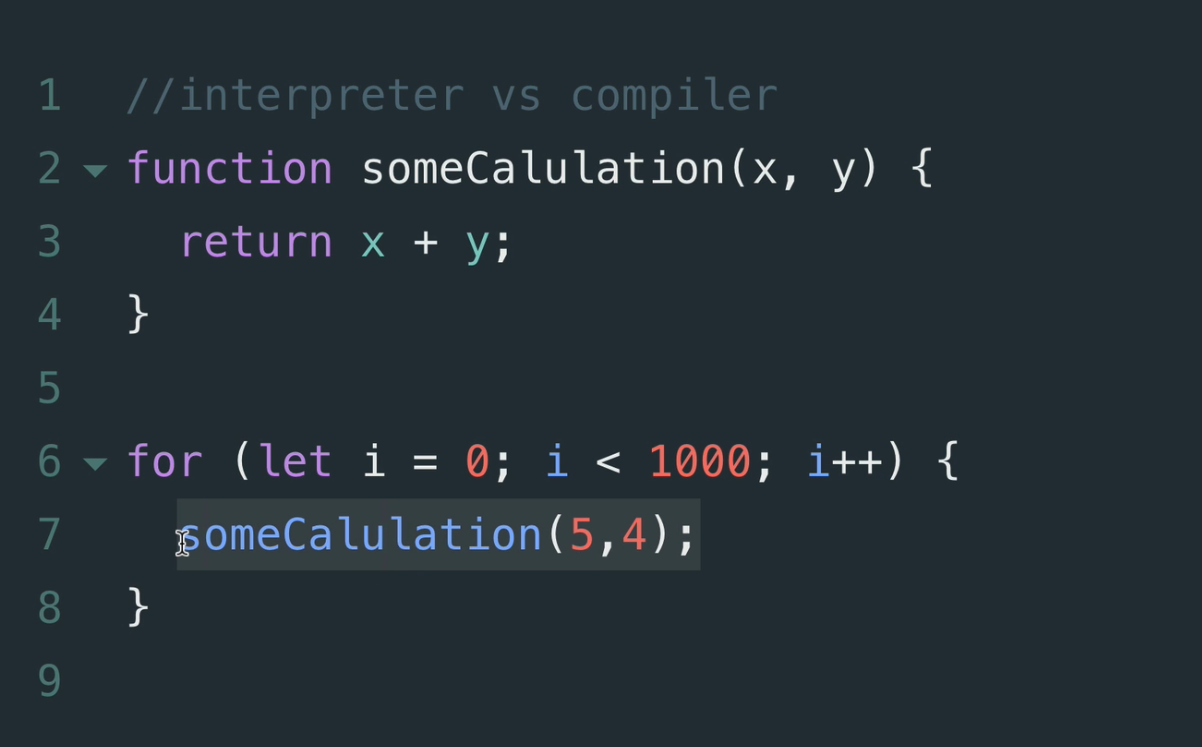 1 //interpreter vs compiler
2 function someCalulation(x, y) {
3   return x + y;
4 }
5
6 for (let i = 0; i < 1000; i++) {
7   someCalulation(5,4);
8 }
9